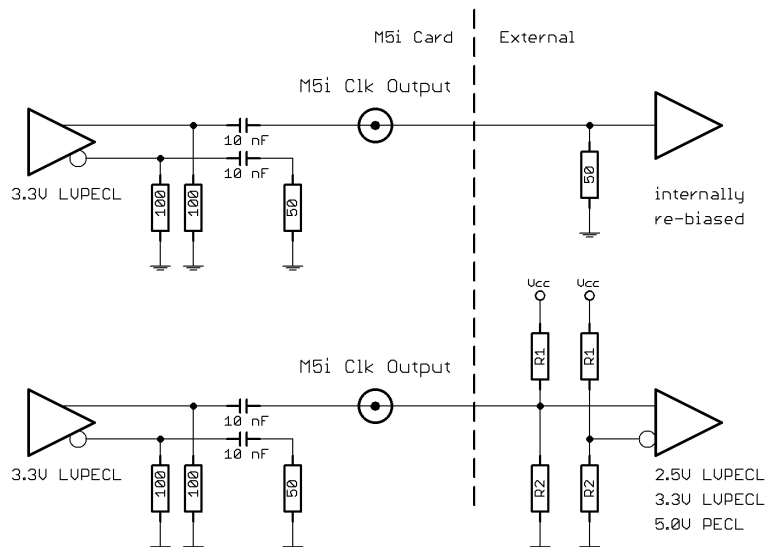 M5i Card
External
M5i Clk Output
10 nF
10 nF
3.3V LVPECL
100
100
50
50
internally
re-biased
Vcc
Vcc
R1
R1
M5i Clk Output
10 nF
10 nF
3.3V LVPECL
100
100
50
R2
R2
2.5V LVPECL
3.3V LVPECL
5.0V PECL